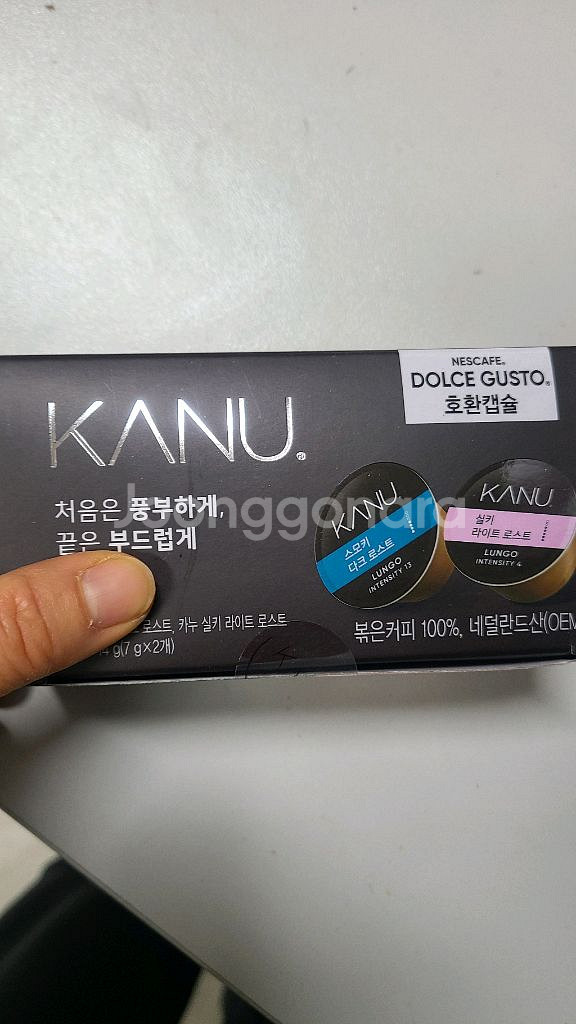 NESCAFE®
DOLCE GUSTO®
호환캡슐
KANU®
처음은 풍부하게,
끝은 부드럽게
KANU
스모키
다크 로스트
LUNGO
INTENSITY 13
KANU
실키
라이트 로스트
LUNGO
INTENSITY 4
로스트, 카누 실키 라이트 로스트
g(7 g×2개)
볶은커피 100%, 네덜란드산(OEM
Joonggonara